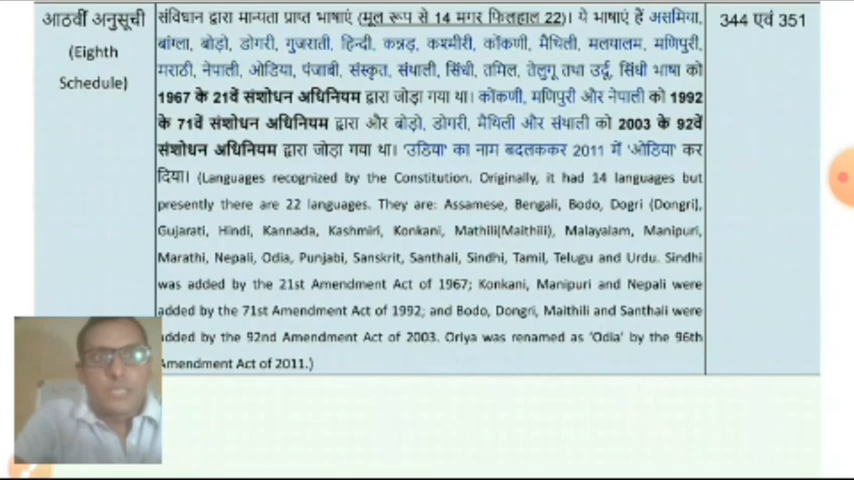 आठवीं अनुसूची
(Eighth
Schedule)
संविधान द्वारा मान्यता प्राप्त भाषाएं (मूल रूप से 14 मगर फिलहाल 22)। ये भाषाएं हैं असमिया,
बांग्ला, बोड़ो, डोगरी, गुजराती, हिन्दी, कन्नड़, कश्मीरी, कोंकणी, मैथिली, मलयालम, मणिपुरी,
मराठी, नेपाली, ओडिया, पंजाबी, संस्कृत, संथाली, सिंधी, तमिल, तेलुगु तथा उर्दू, सिंधी भाषा को
1967 के 21वें संशोधन अधिनियम द्वारा जोड़ा गया था। कोंकणी, मणिपुरी और नेपाली को 1992
के 71वें संशोधन अधिनियम द्वारा और बोड़ो, डोगरी, मैथिली और संथाली को 2003 के 92वें
संशोधन अधिनियम द्वारा जोड़ा गया था। 'उडिया' का नाम बदलककर 2011 में 'ओडिया' कर
दिया। (Languages recognized by the Constitution. Originally, it had 14 languages but
presently there are 22 languages. They are: Assamese, Bengali, Bodo, Dogri (Dongri),
Gujarati, Hindi, Kannada, Kashmiri, Konkani, Mathili(Maithili), Malayalam, Manipuri,
Marathi, Nepali, Odia, Punjabi, Sanskrit, Santhali, Sindhi, Tamil, Telugu and Urdu. Sindhi
was added by the 21st Amendment Act of 1967; Konkani, Manipuri and Nepali were
added by the 71st Amendment Act of 1992; and Bodo, Dongri, Maithili and Santhali were
added by the 92nd Amendment Act of 2003. Oriya was renamed as 'Odia' by the 96th
Amendment Act of 2011.)
344 एवं 351